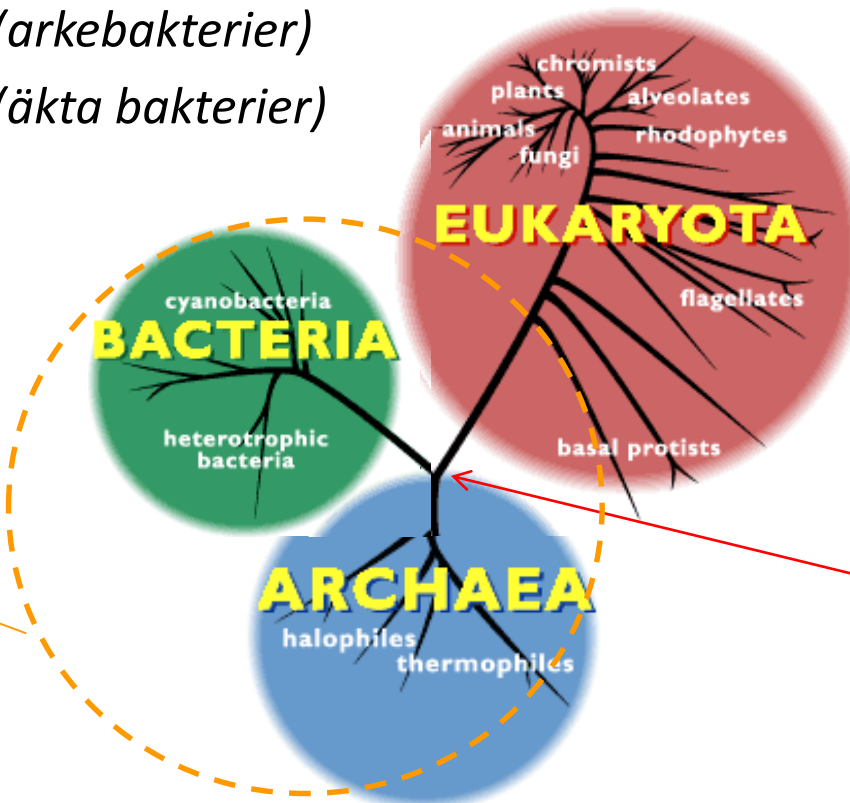 /arkebakterier)
/äkta bakterier)
chromists
plants
alveolates
animals
rhodophytes
fungi
EUKARYOTA
flagellates
basal protists
cyanobacteria
BACTERIA
heterotrophic
bacteria
ARCHAEA
halophiles
thermophiles